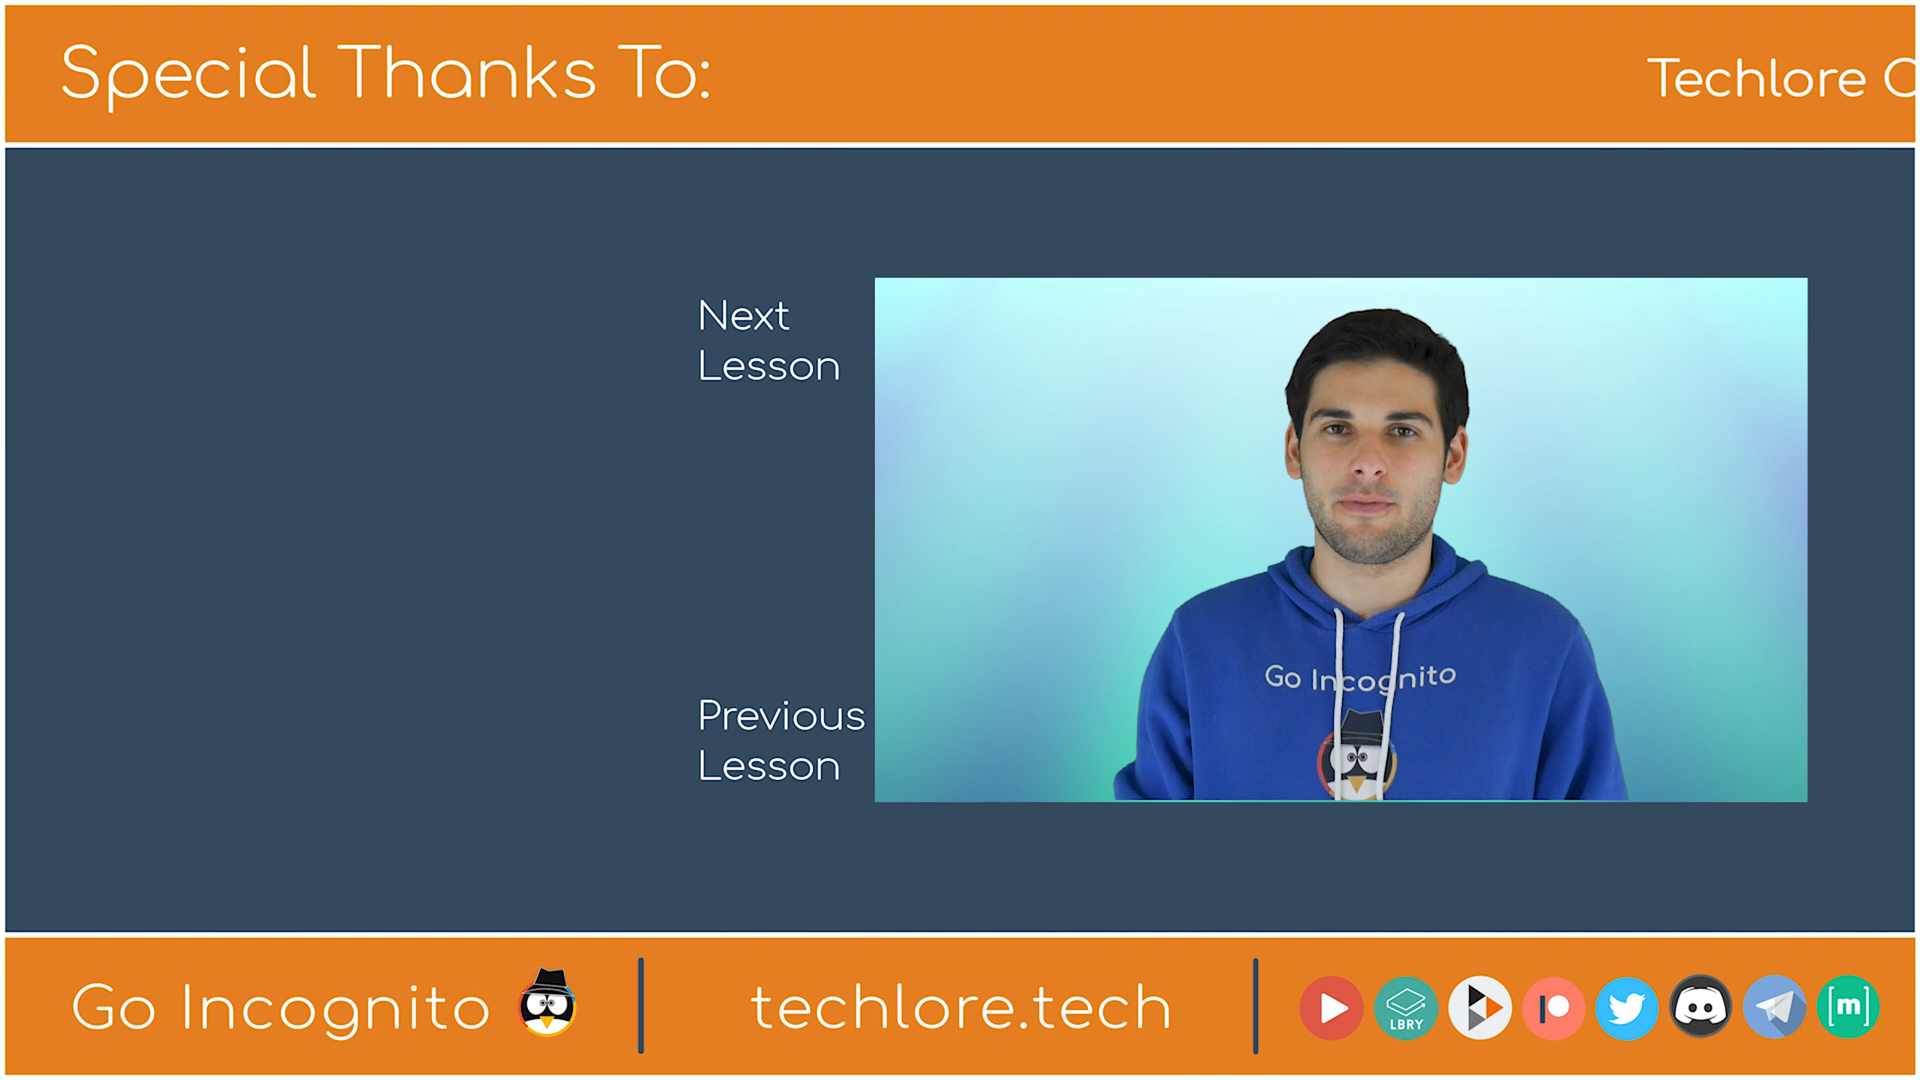 Special Thanks To:
Techlore
Next
Lesson
Go Incognito
Previous
Lesson
Go Incognito
techlore.tech
LBRY
[m]